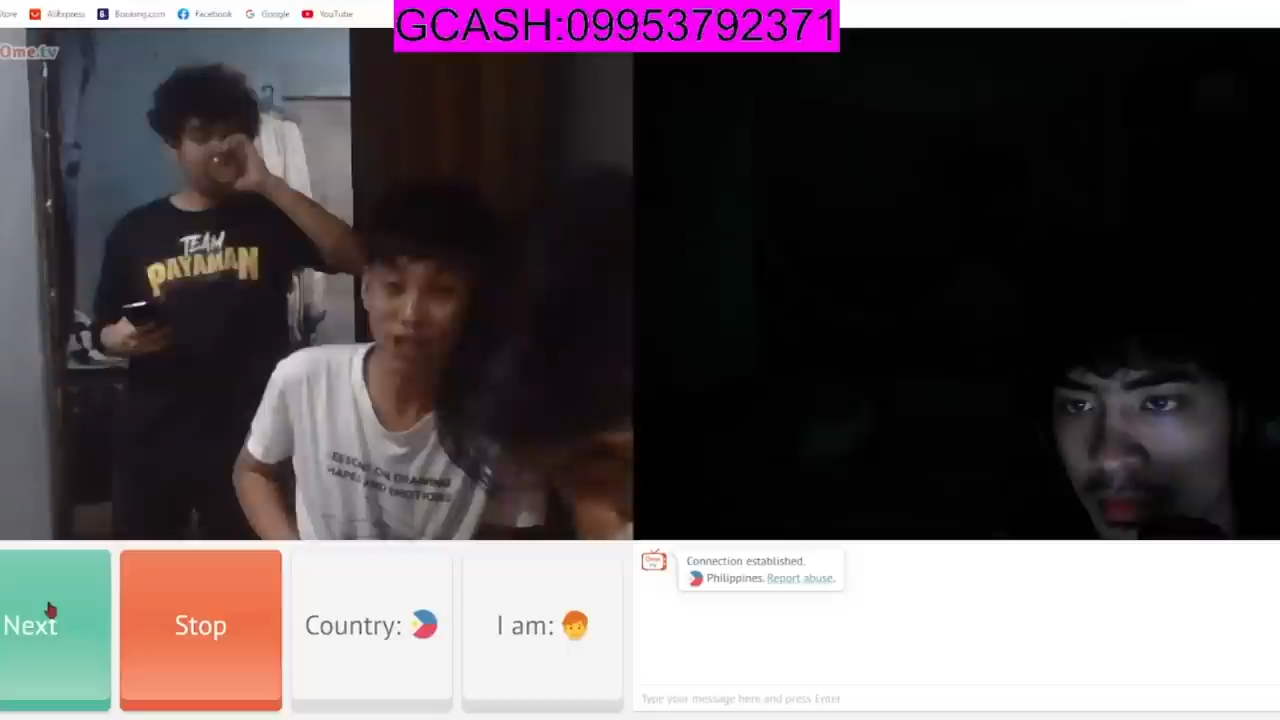 Store AliExpress Booking.com Facebook Google YouTube
GCASH:09953792371
Ome.tv
TEAM
PAYAMAN
Connection established.
Philippines. Report abuse.
Next
Stop
Country:
I am:
Type your message here and press Enter